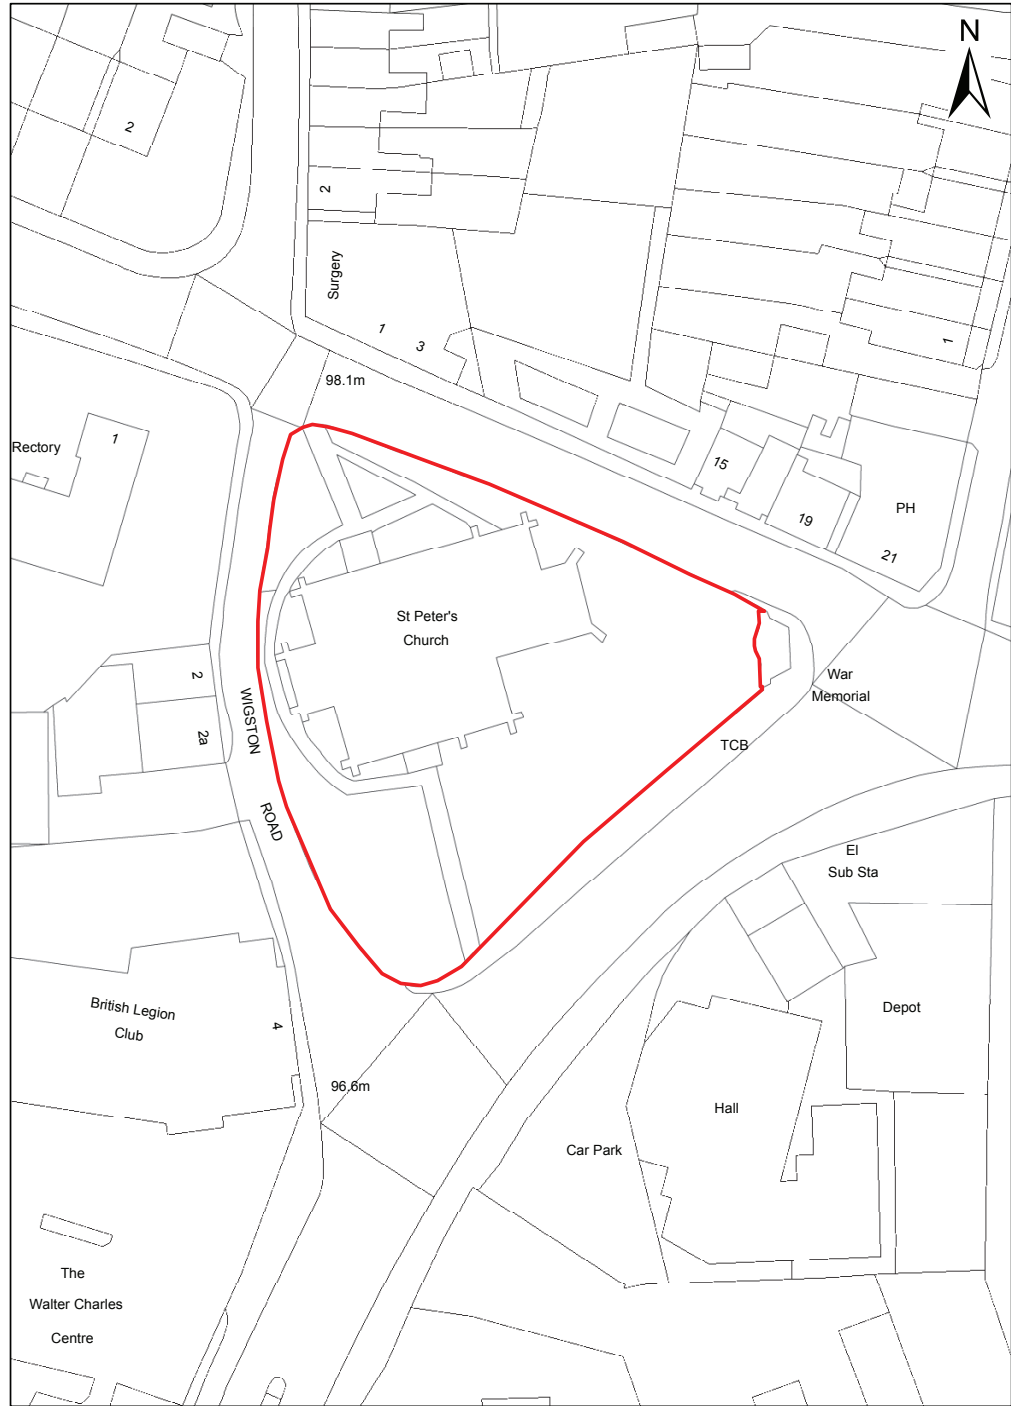 N
2
2
Surgery
1
3
98.1m
1
Rectory
1
15
19
PH
21
St Peter's
Church
War
Memorial
2
2a
WIGSTON
ROAD
TCB
El
Sub Sta
British Legion
Club
4
Depot
96.6m
Hall
Car Park
The
Walter Charles
Centre